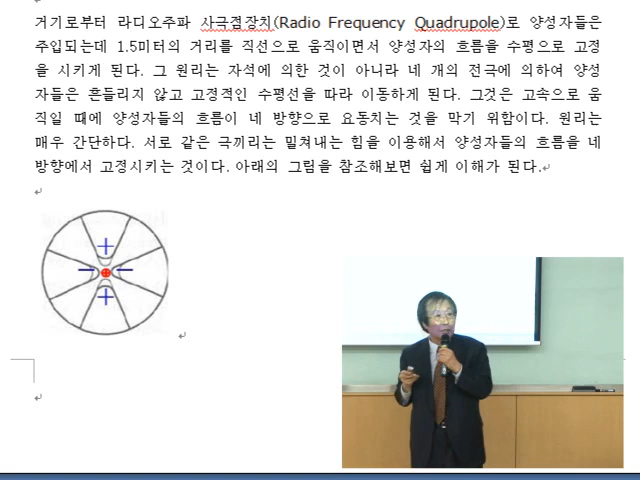 거기로부터 라디오주파 사극젊장치(Radio Frequency Quadrupole)로 양성자들은
주입되는데 1.5미터의 거리를 직선으로 움직이면서 양성자의 흐름을 수평으로 고정
을 시키게 된다. 그 원리는 자석에 의한 것이 아니라 네 개의 전극에 의하여 양성
자들은 흔들리지 않고 고정적인 수평선을 따라 이동하게 된다. 그것은 고속으로 움
직일 때에 양성자들의 흐름이 네 방향으로 요동치는 것을 막기 위함이다. 원리는
매우 간단하다. 서로 같은 극끼리는 밀쳐내는 힘을 이용해서 양성자들의 흐름을 네
방향에서 고정시키는 것이다. 아래의 그림을 참조해보면 쉽게 이해가 된다.
+
− −
+